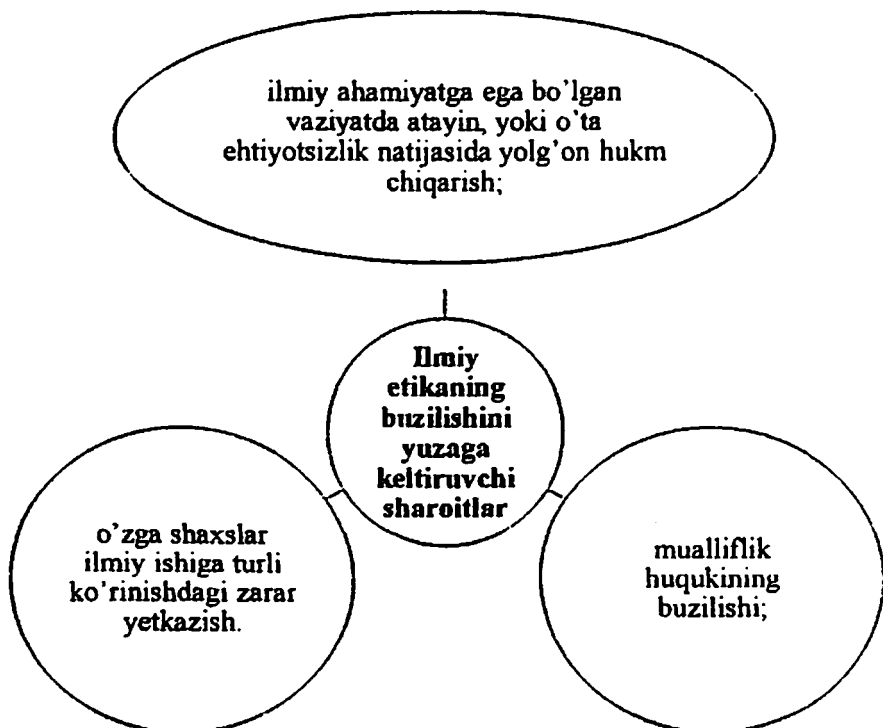 ilmiy ahamiyatga ega bo'lgan
vaziyatda atayin, yoki o`ta
ehtiyotsizlik natijasida yolg'on hukm
chiqarish;
Ilmiy
etikaning
buzilishini
yuzaga
keltiruvchi
sharoitlar
o'zga shaxslar
ilmiy ishiga turli
ko'rinishdagi zarar
yetkazish.
mualliflik
huqukining
buzilishi;